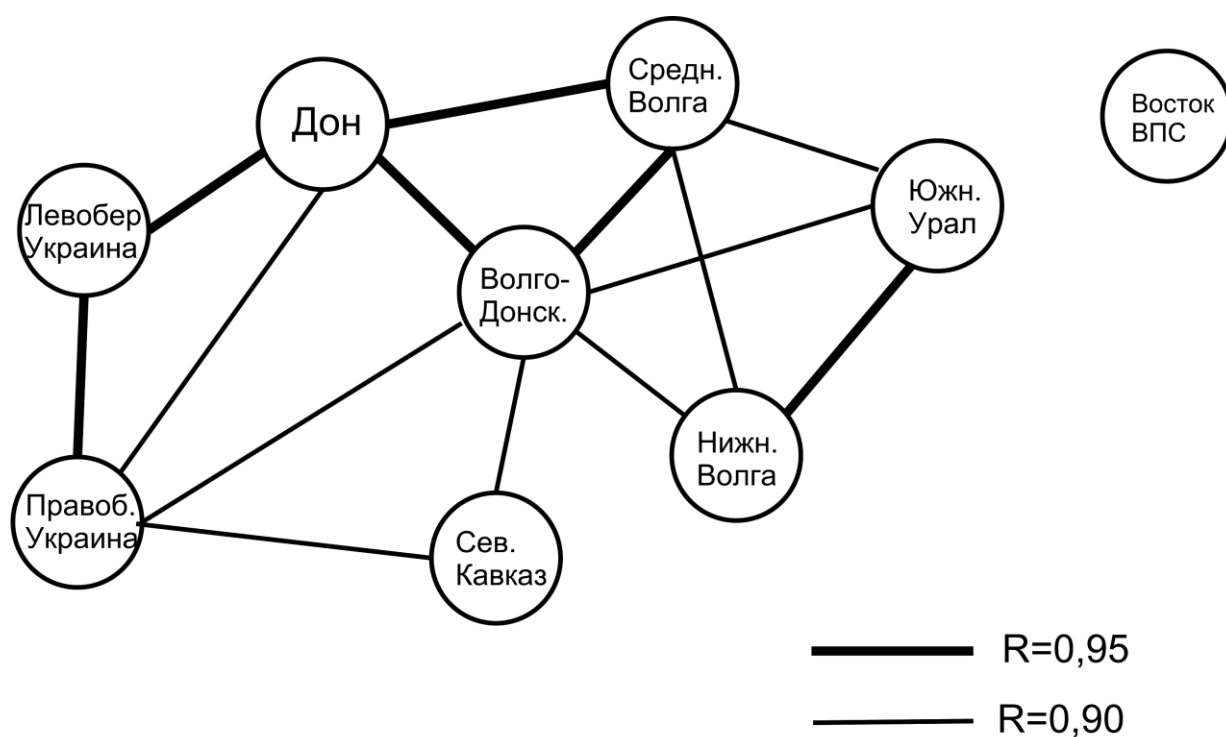 Дон
Средн.
Волга
Восток
ВПС
Левобер
Украина
Южн.
Урал
Волго-
Донск.
Нижн.
Волга
Правоб.
Украина
Сев.
Кавказ
R=0,95
R=0,90